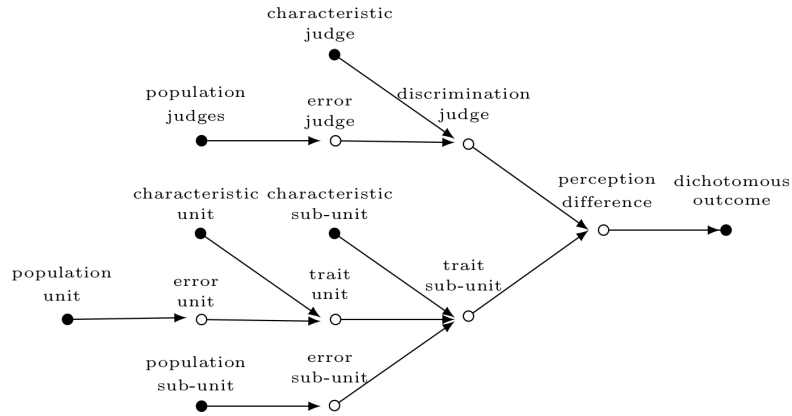 characteristic
judge
population
judges
error
judge
discrimination
judge
perception
difference
dichotomous
outcome
characteristic
unit
characteristic
sub-unit
population
unit
error
unit
trait
unit
trait
sub-unit
population
sub-unit
error
sub-unit